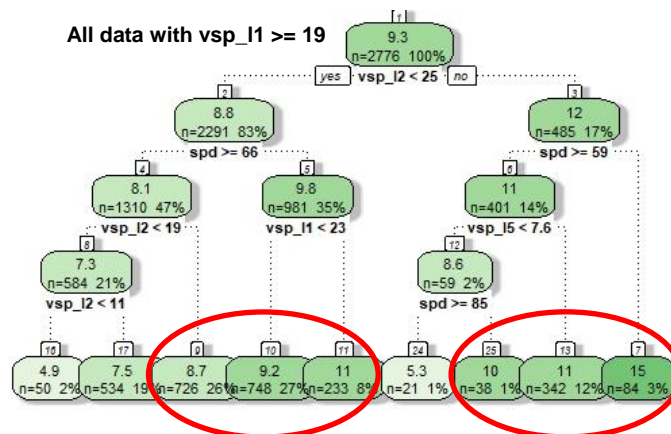 All data with vsp_l1 >= 19
1
9.3
n=2776 100%
yes vsp_l2 < 25 no
2
8.8
n=2291 83%
spd >= 66
3
12
n=485 17%
spd >= 59
4
8.1
n=1310 47%
vsp_l2 < 19
5
9.8
n=981 35%
vsp_l1 < 23
6
11
n=401 14%
vsp_l5 < 7.6
8
7.3
n=584 21%
vsp_l2 < 11
12
8.6
n=59 2%
spd >= 85
16
4.9
n=50 2%
17
7.5
n=534 19%
9
8.7
n=726 26%
10
9.2
n=748 27%
11
11
n=233 8%
24
5.3
n=21 1%
25
10
n=38 1%
13
11
n=342 12%
7
15
n=84 3%